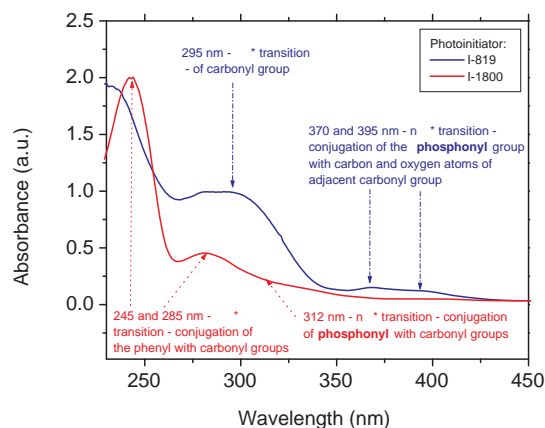 Photoinitiator:
I-819
I-1800
295 nm - * transition
- of carbonyl group
370 and 395 nm - n * transition -
conjugation of the phosphonyl group
with carbon and oxygen atoms of
adjacent carbonyl group
245 and 285 nm - *
transition - conjugation of
the phenyl with carbonyl groups
312 nm - n * transition - conjugation
of phosphonyl with carbonyl groups
Absorbance (a.u.)
2.0
1.5
1.0
0.5
0.0
250 300 350 400 450
Wavelength (nm)